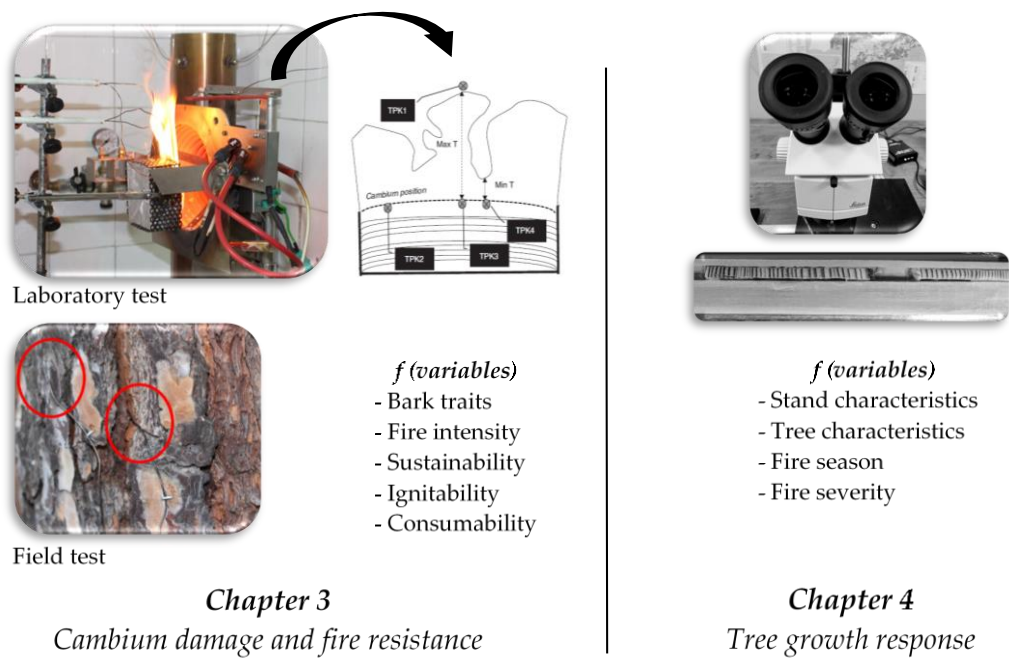 TPK1
Max T
Min T
Cambium position
TPK4
TPK2
TPK3
Laboratory test
Field test
f (variables)
- Bark traits
- Fire intensity
- Sustainability
- Ignitability
- Consumability
Chapter 3
Cambium damage and fire resistance
Leica
f (variables)
- Stand characteristics
- Tree characteristics
- Fire season
- Fire severity
Chapter 4
Tree growth response